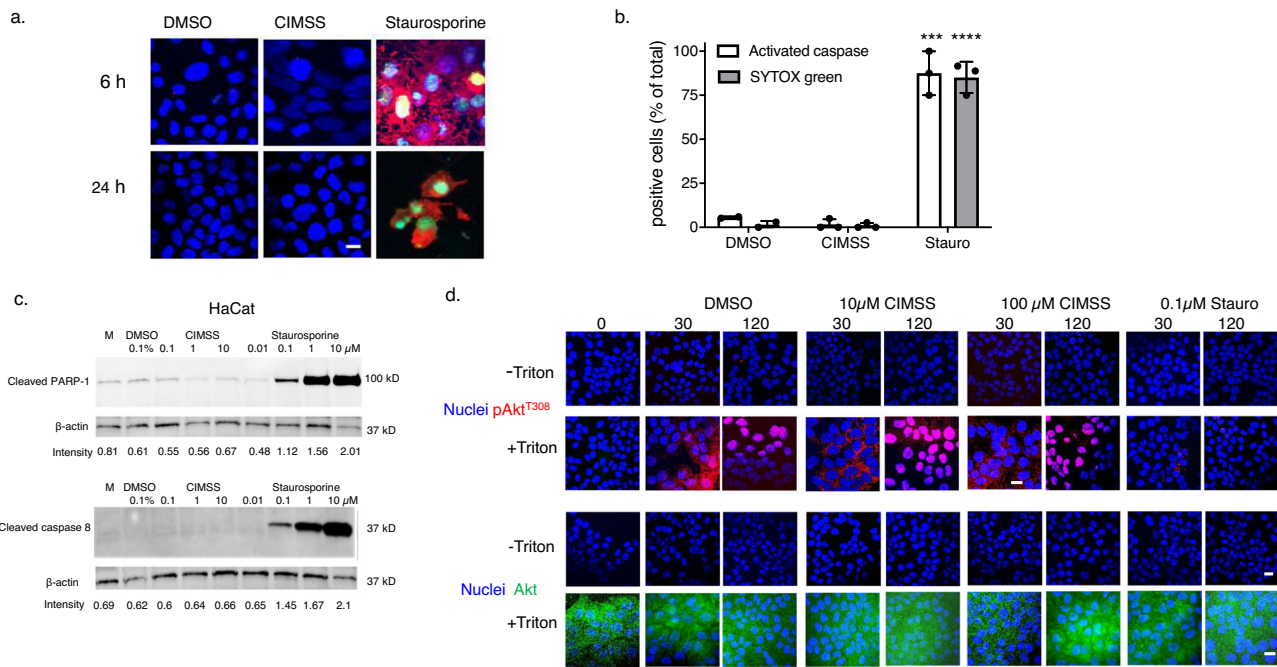 a.
DMSO CIMSS Staurosporine
6 h
24 h
b.
positive cells (% of total)
100
75
50
25
0
Activated caspase
SYTOX green
*** ****
DMSO CIMSS Stauro
c.
HaCat
M DMSO CIMSS Staurosporine
0.1% 0.1 1 10 0.01 0.1 1 10 µM
Cleaved PARP-1 100 kD
β-actin 37 kD
Intensity 0.81 0.61 0.55 0.56 0.67 0.48 1.12 1.56 2.01
M DMSO CIMSS Staurosporine
0.1% 0.1 1 10 0.01 0.1 1 10 µM
Cleaved caspase 8 37 kD
β-actin 37 kD
Intensity 0.69 0.62 0.6 0.64 0.66 0.65 1.45 1.67 2.1
d.
DMSO 10µM CIMSS 100 µM CIMSS 0.1µM Stauro
0 30 120 30 120 30 120 30 120
-Triton
Nuclei pAktT308
+Triton
-Triton
Nuclei Akt
+Triton